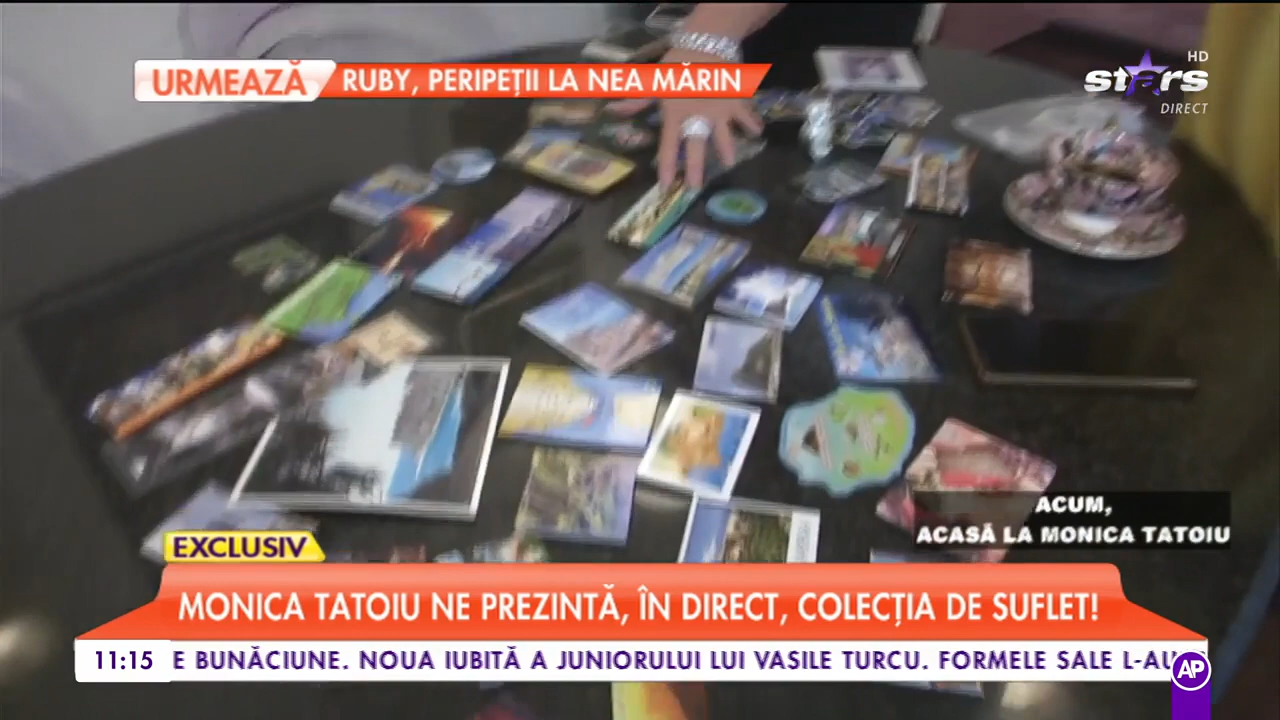 URMEAZĂ
RUBY, PERIPEȚII LA NEA MĂRIN
HD
stars
DIRECT
ACUM,
ACASĂ LA MONICA TATOIU
EXCLUSIV
MONICA TATOIU NE PREZINTĂ, ÎN DIRECT, COLECȚIA DE SUFLET!
11:15
E BUNĂCIUNE. NOUA IUBITĂ A JUNIORULUI LUI VASILE TURCU. FORMELE SALE L-AU
AP